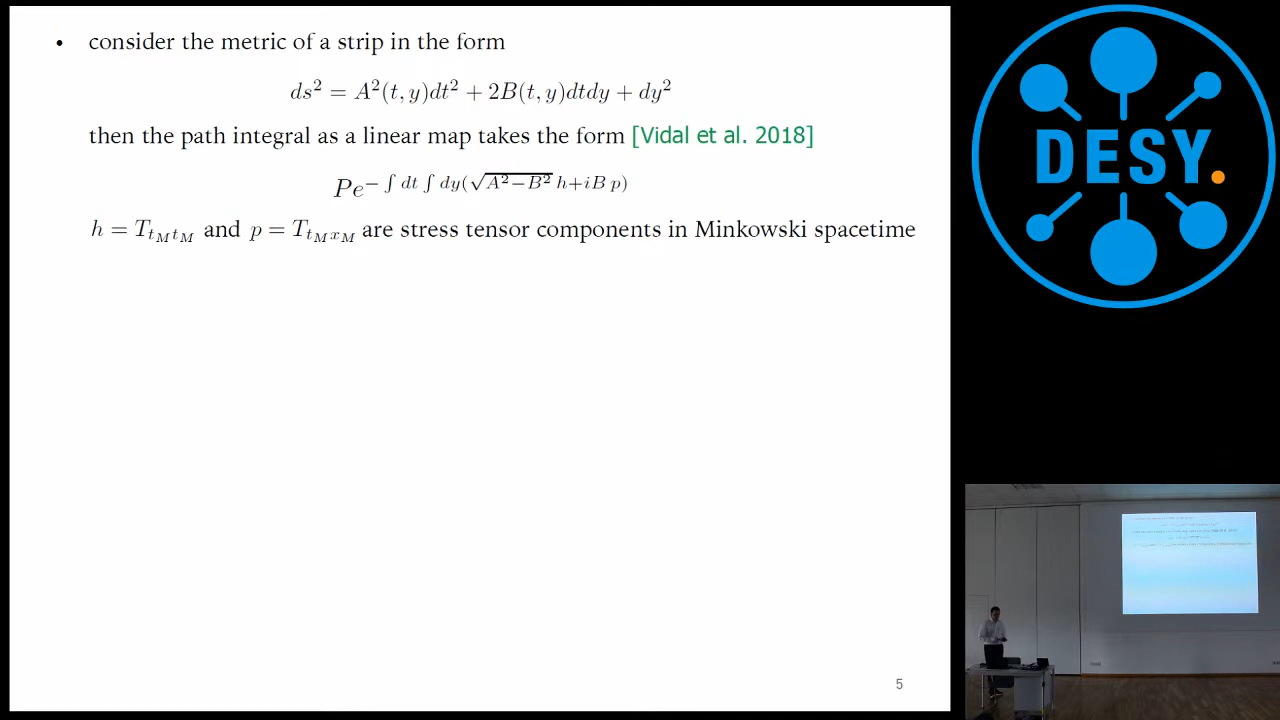 • consider the metric of a strip in the form
ds² = A²(t, y)dt² + 2B(t, y)dtdy + dy²
then the path integral as a linear map takes the form [Vidal et al. 2018]
Pe^{−∫ dt ∫ dy(√(A²−B²) h+iB p)}
h = T_{t_M t_M} and p = T_{t_M x_M} are stress tensor components in Minkowski spacetime
5
DESY.